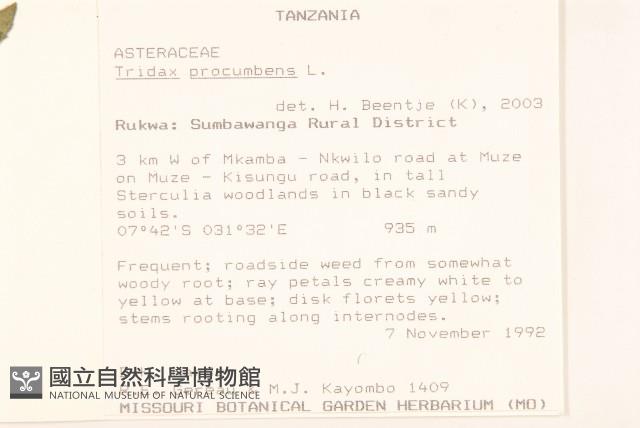 TANZANIA
ASTERACEAE
Tridax procumbens L.
det. H. Beentje (K), 2003
Rukwa: Sumbawanga Rural District
3 km W of Mkamba - Nkwilo road at Muze
on Muze - Kisungu road, in tall
Sterculia woodlands in black sandy
soils.
07°42'S 031°32'E 935 m
Frequent; roadside weed from somewhat
woody root; ray petals creamy white to
yellow at base; disk florets yellow;
stems rooting along internodes.
7 November 1992
國立自然科學博物館
NATIONAL MUSEUM OF NATURAL SCIENCE
M.J. Kayombo 1409
MISSOURI BOTANICAL GARDEN HERBARIUM (MO)